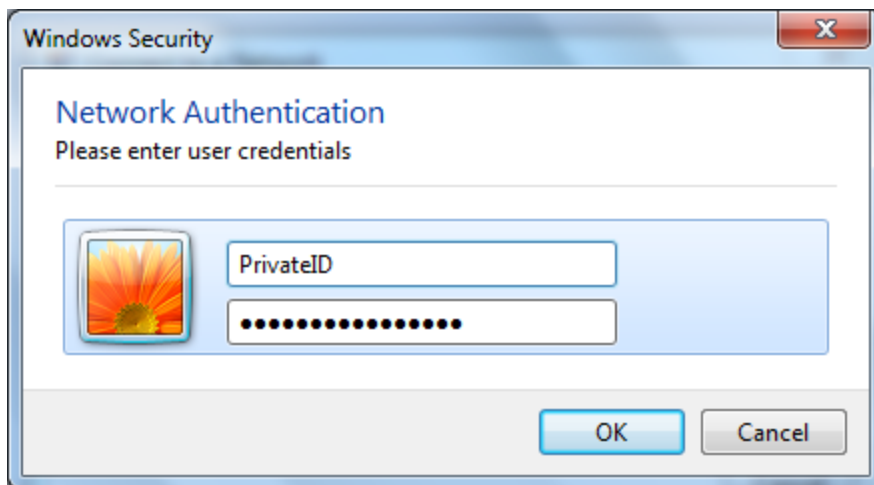 Windows Security
Network Authentication
Please enter user credentials
PrivateID
●●●●●●●●●●●●●●●●
OK
Cancel